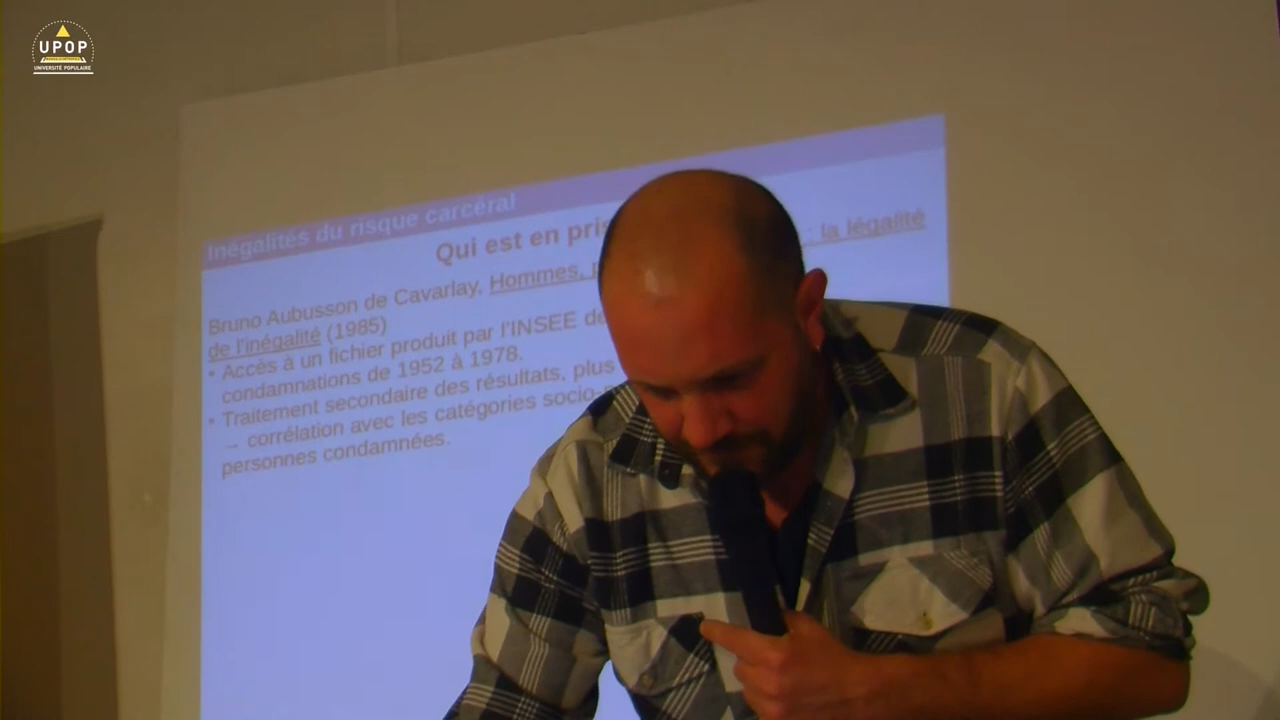 UPOP
UNIVERSITÉ POPULAIRE
Inégalités du risque carcéral
Qui est en pris
Bruno Aubusson de Cavarlay, Hommes, : la légalité
de l'inégalité (1985)
• Accès à un fichier produit par l'INSEE de
condamnations de 1952 à 1978.
• Traitement secondaire des résultats, plus
→ corrélation avec les catégories socio-
personnes condamnées.